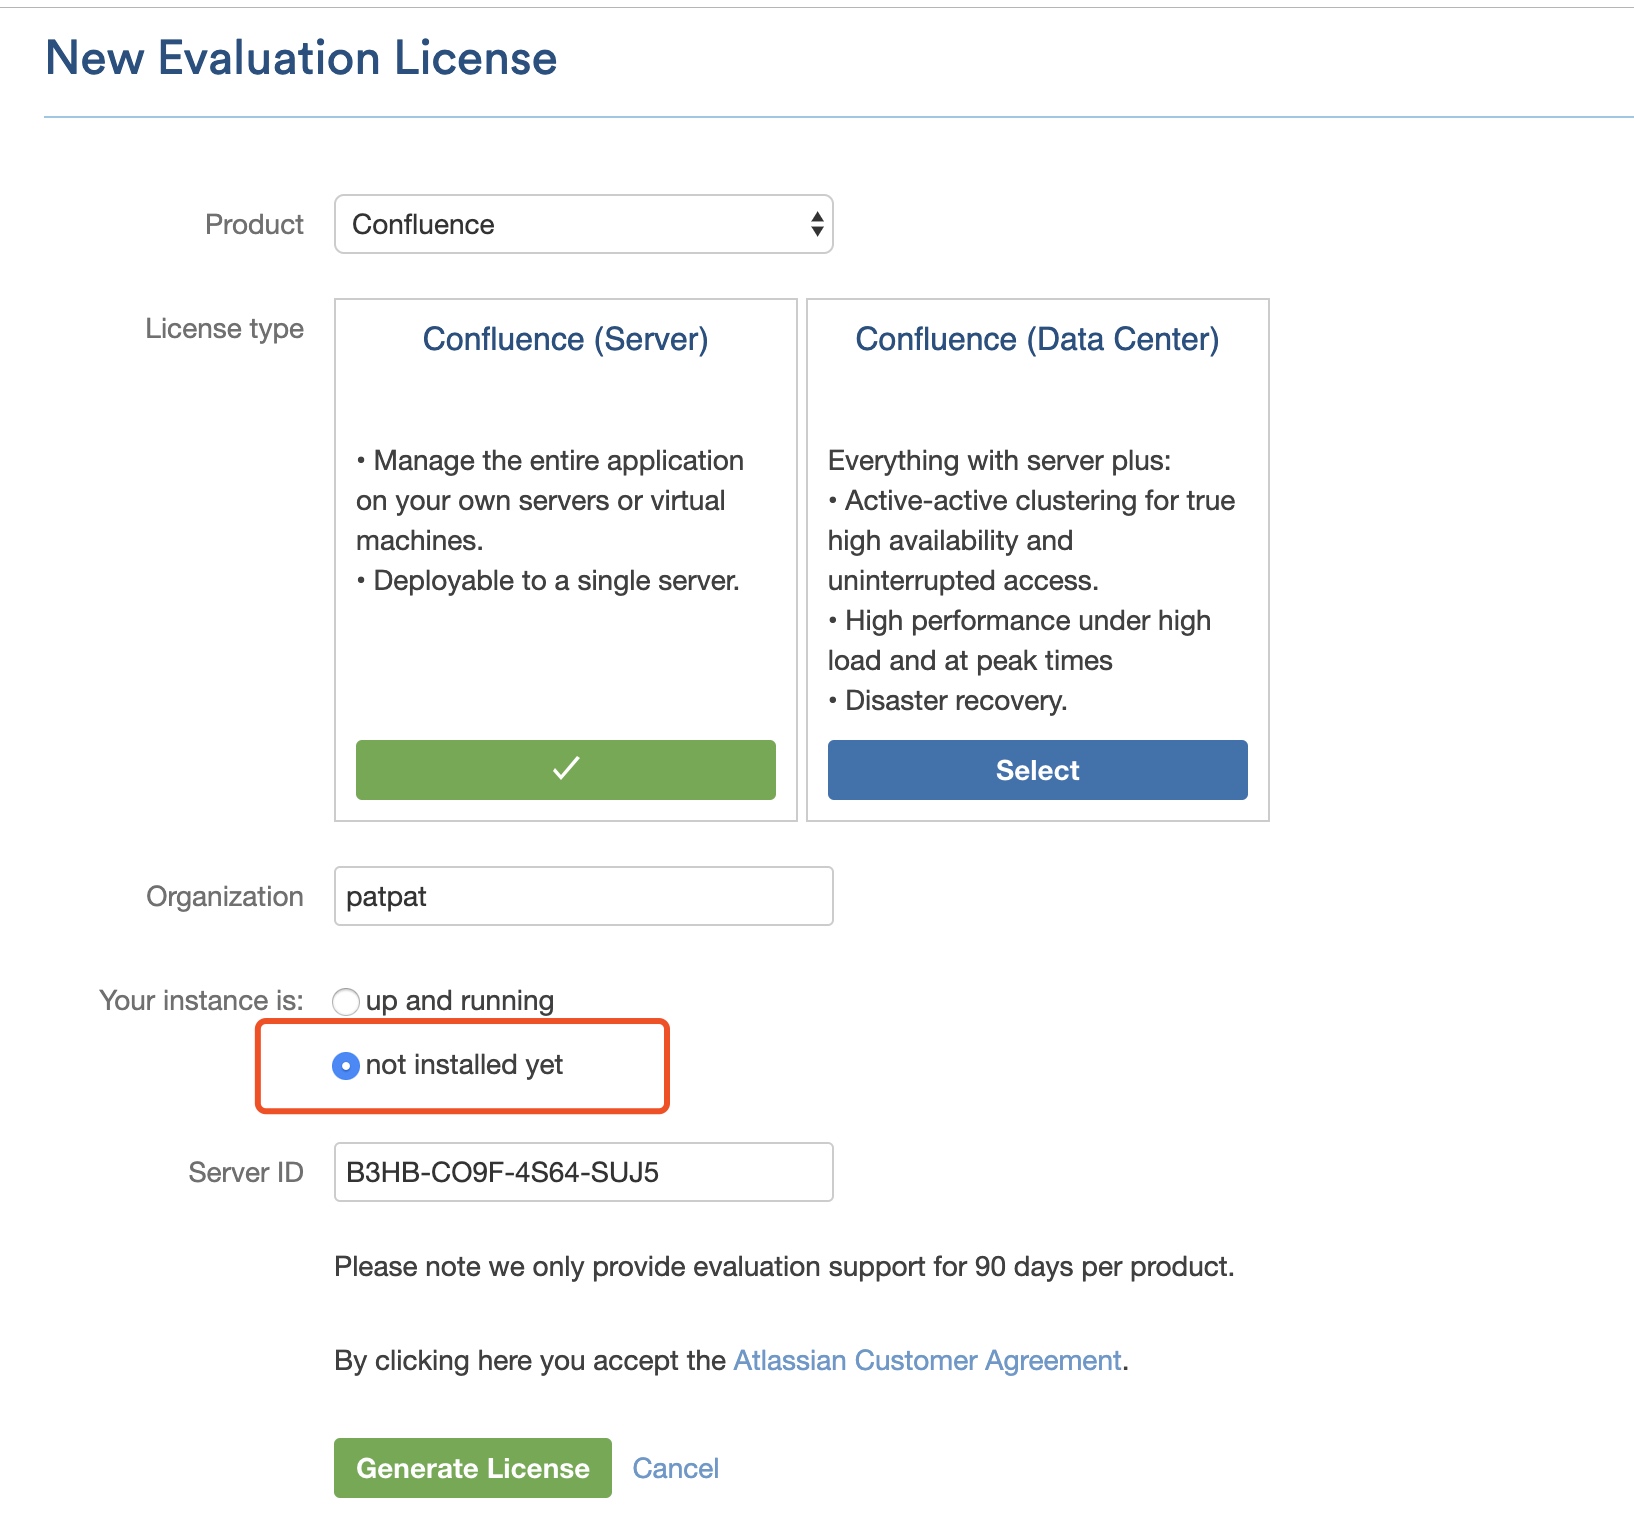 New Evaluation License
Product
Confluence
License type
Confluence (Server)
• Manage the entire application
on your own servers or virtual
machines.
• Deployable to a single server.
Confluence (Data Center)
Everything with server plus:
• Active-active clustering for true
high availability and
uninterrupted access.
• High performance under high
load and at peak times
• Disaster recovery.
Select
Organization
patpat
Your instance is:
up and running
not installed yet
Server ID
B3HB-CO9F-4S64-SUJ5
Please note we only provide evaluation support for 90 days per product.
By clicking here you accept the Atlassian Customer Agreement.
Generate License
Cancel